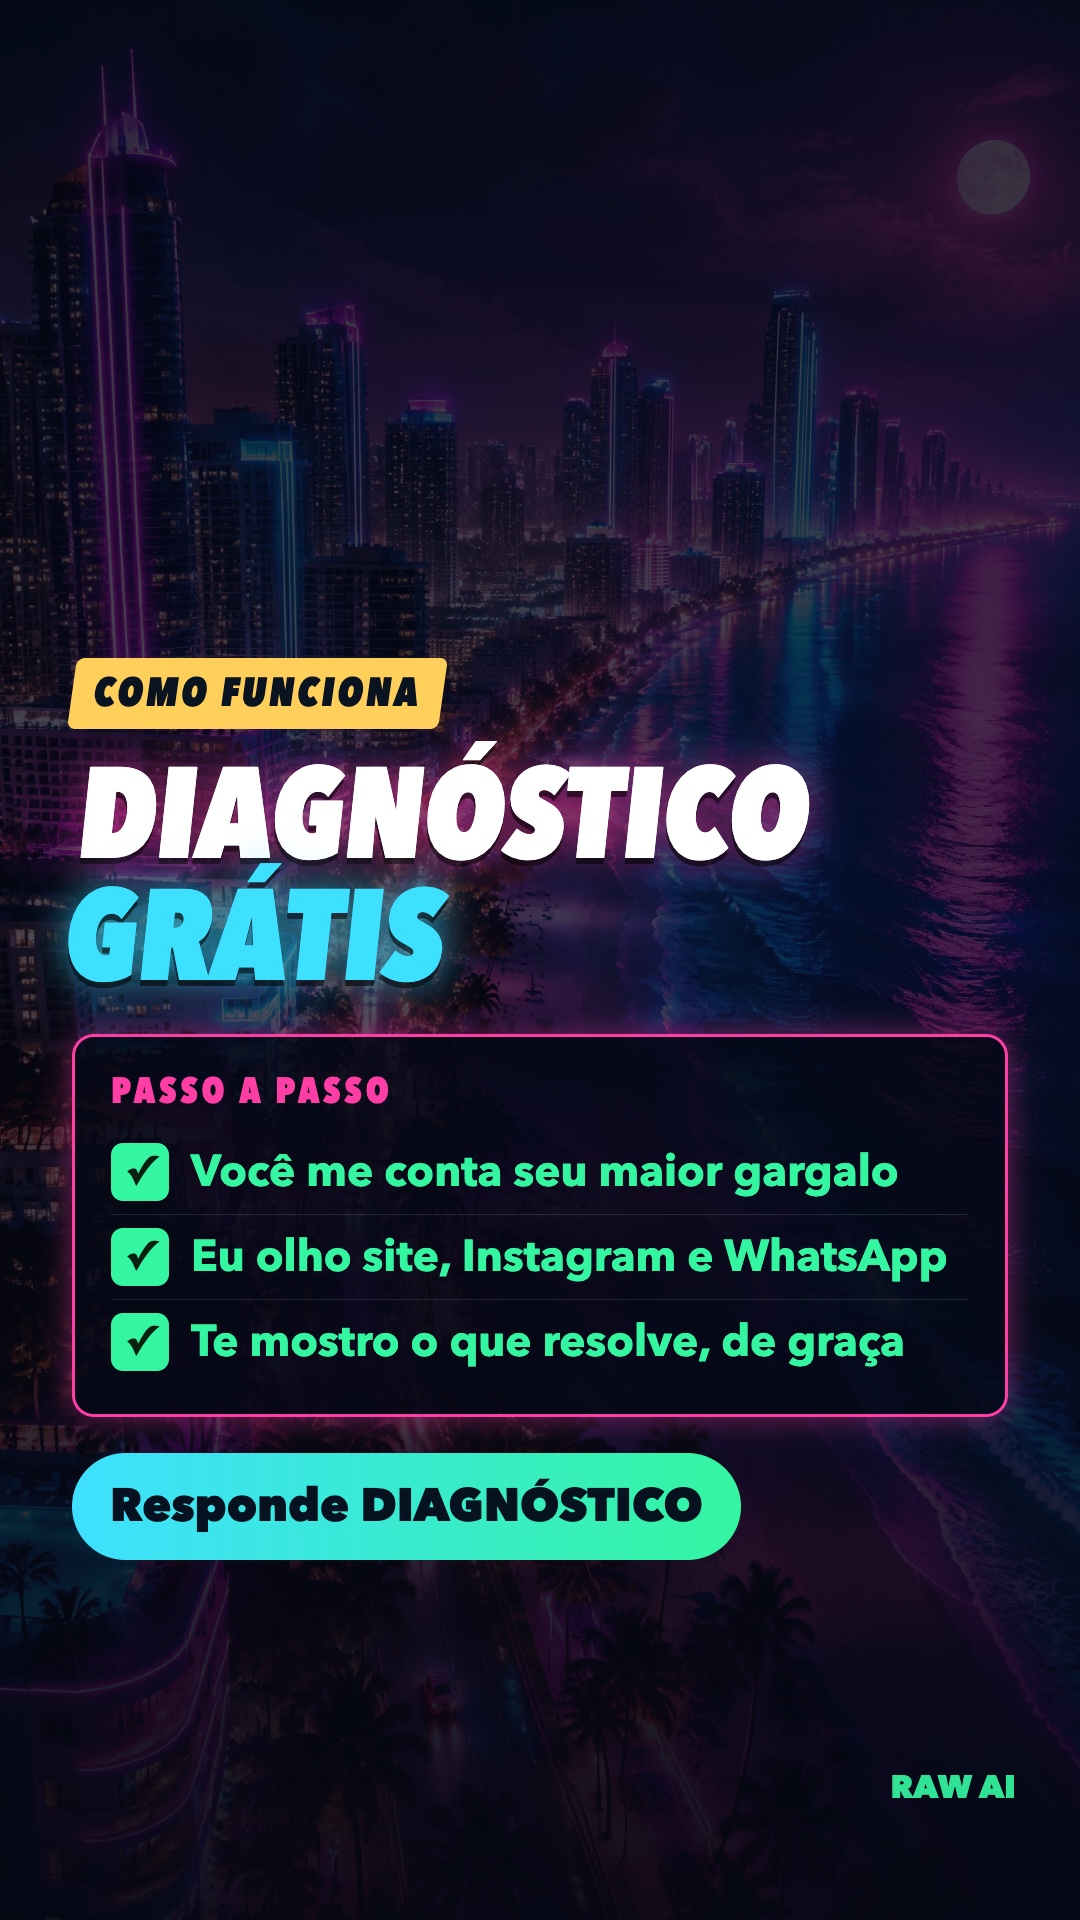 COMO FUNCIONA
DIAGNÓSTICO
GRÁTIS
PASSO A PASSO
Você me conta seu maior gargalo
Eu olho site, Instagram e WhatsApp
Te mostro o que resolve, de graça
Responde DIAGNÓSTICO
RAW AI